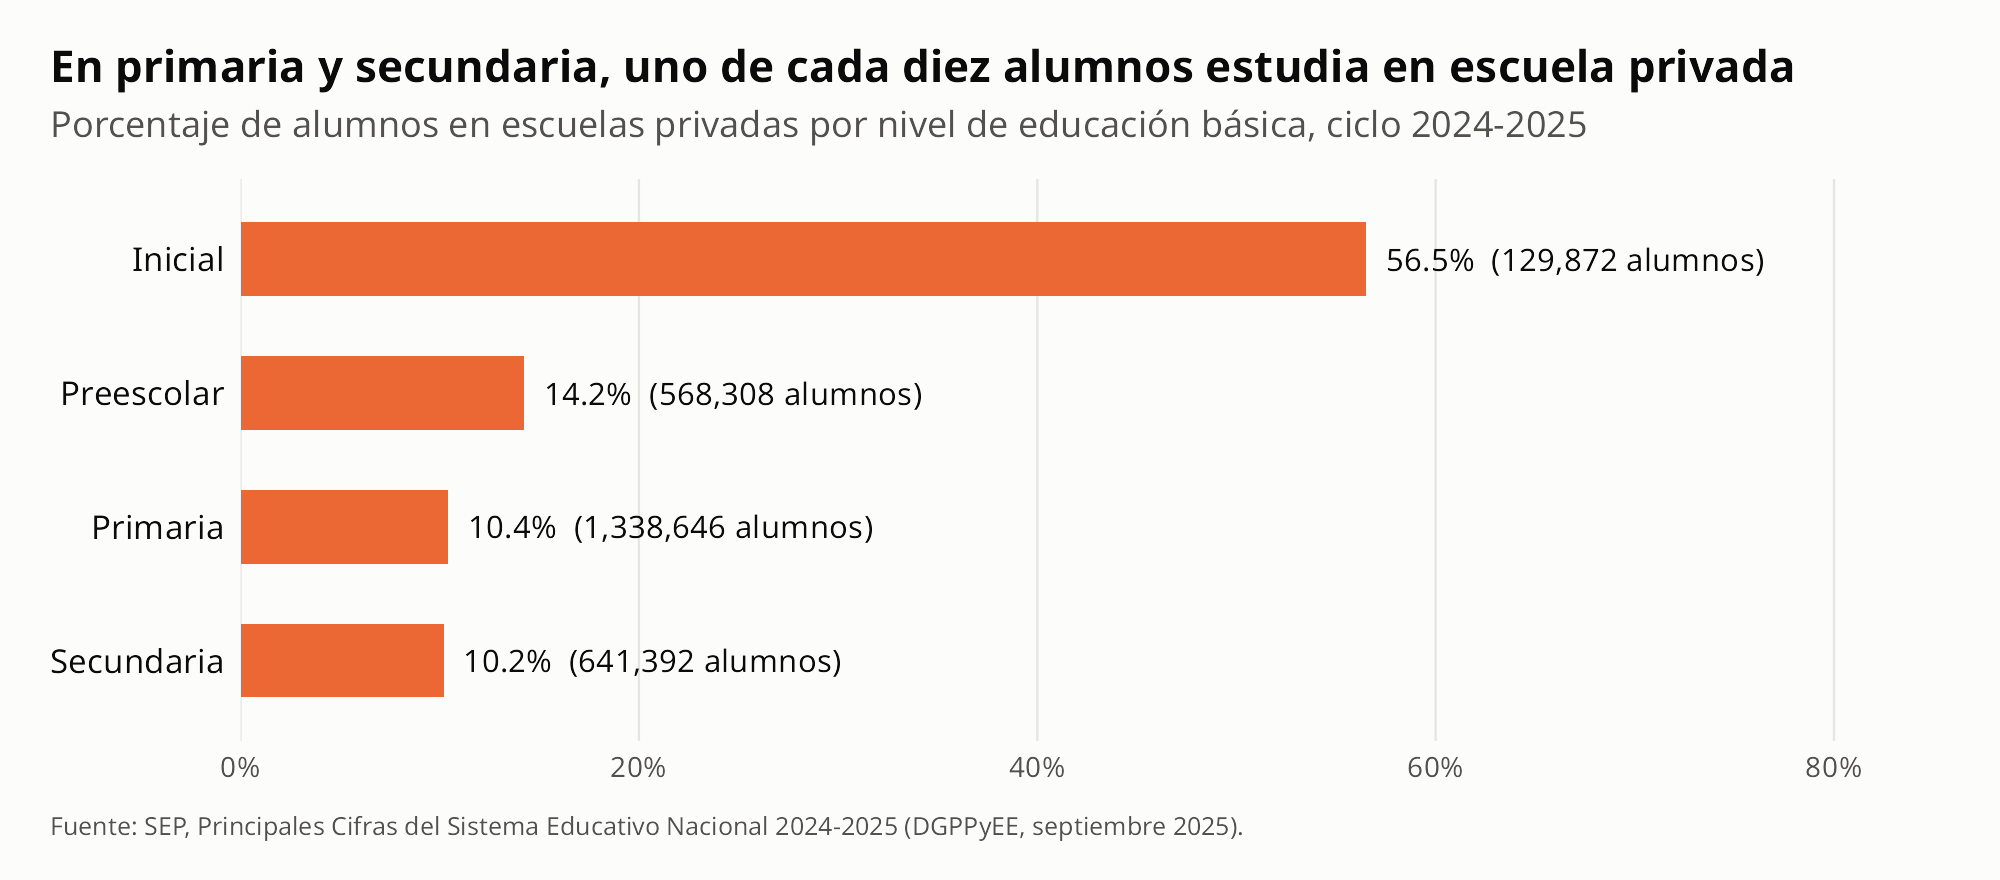 En primaria y secundaria, uno de cada diez alumnos estudia en escuela privada
Porcentaje de alumnos en escuelas privadas por nivel de educación básica, ciclo 2024-2025
Inicial 56.5% (129,872 alumnos)
Preescolar 14.2% (568,308 alumnos)
Primaria 10.4% (1,338,646 alumnos)
Secundaria 10.2% (641,392 alumnos)
0% 20% 40% 60% 80%
Fuente: SEP, Principales Cifras del Sistema Educativo Nacional 2024-2025 (DGPPyEE, septiembre 2025).